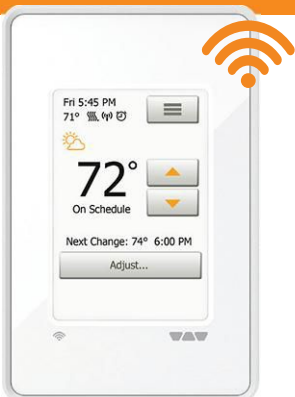 Fri 5:45 PM
71°
72°
On Schedule
Next Change: 74° 6:00 PM
Adjust...